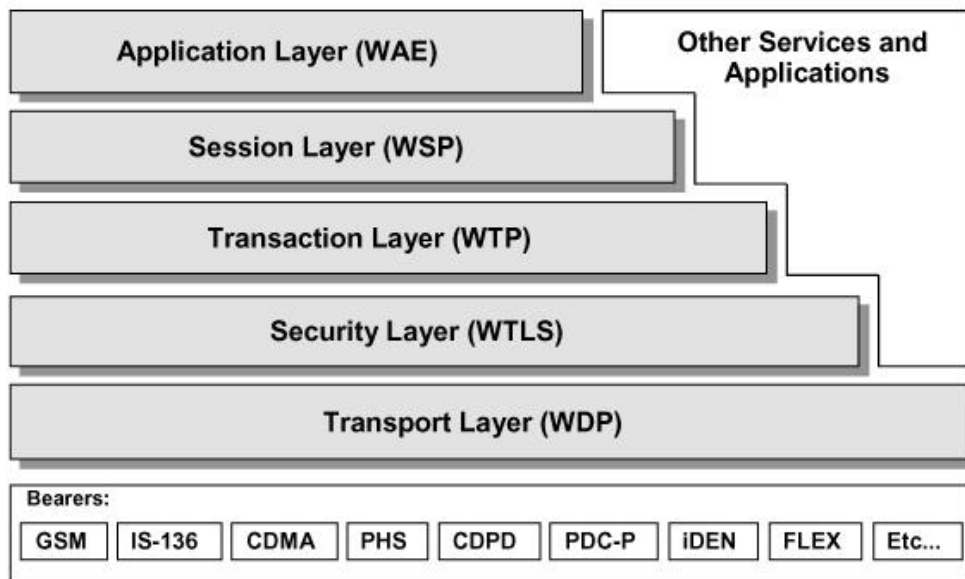 Application Layer (WAE)
Other Services and
Applications
Session Layer (WSP)
Transaction Layer (WTP)
Security Layer (WTLS)
Transport Layer (WDP)
Bearers:
GSM IS-136 CDMA PHS CDPD PDC-P iDEN FLEX Etc...